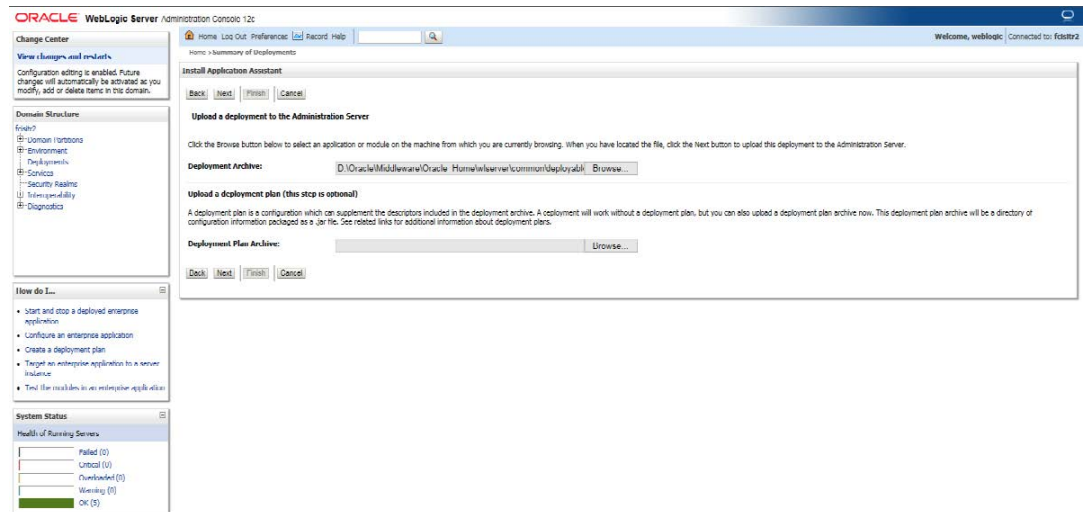 ORACLE WebLogic Server Administration Console 12c
Change Center
View changes and restarts
Configuration editing is enabled. Future
changes will automatically be activated as you
modify, add or delete items in this domain.
Domain Structure
Domain Partitions
Environment
Deployments
Services
Security Realms
Interoperability
Diagnostics
How do I...
Start and stop a deployed enterprise
application
Configure an enterprise application
Create a deployment plan
Target an enterprise application to a server
instance
Test the modules in an enterprise application
System Status
Health of Running Servers
Failed (0)
Critical (0)
Overloaded (0)
Warning (0)
OK (5)
Home Log Out Preferences Record Help
Welcome, weblogic Connected to:
Home >Summary of Deployments
Install Application Assistant
Back Next Finish Cancel
Upload a deployment to the Administration Server
Click the Browse button below to select an application or module on the machine from which you are currently browsing. When you have located the file, click the Next button to upload this deployment to the Administration Server.
Deployment Archive: D:\Oracle\Middleware\Oracle_Home\wlserver\common\deployabl Browse...
Upload a deployment plan (this step is optional)
A deployment plan is a configuration which can supplement the descriptors included in the deployment archive. A deployment will work without a deployment plan, but you can also upload a deployment plan archive now. This deployment plan archive will be a directory of
configuration information packaged as a .jar file. See related links for additional information about deployment plans.
Deployment Plan Archive: Browse...
Back Next Finish Cancel